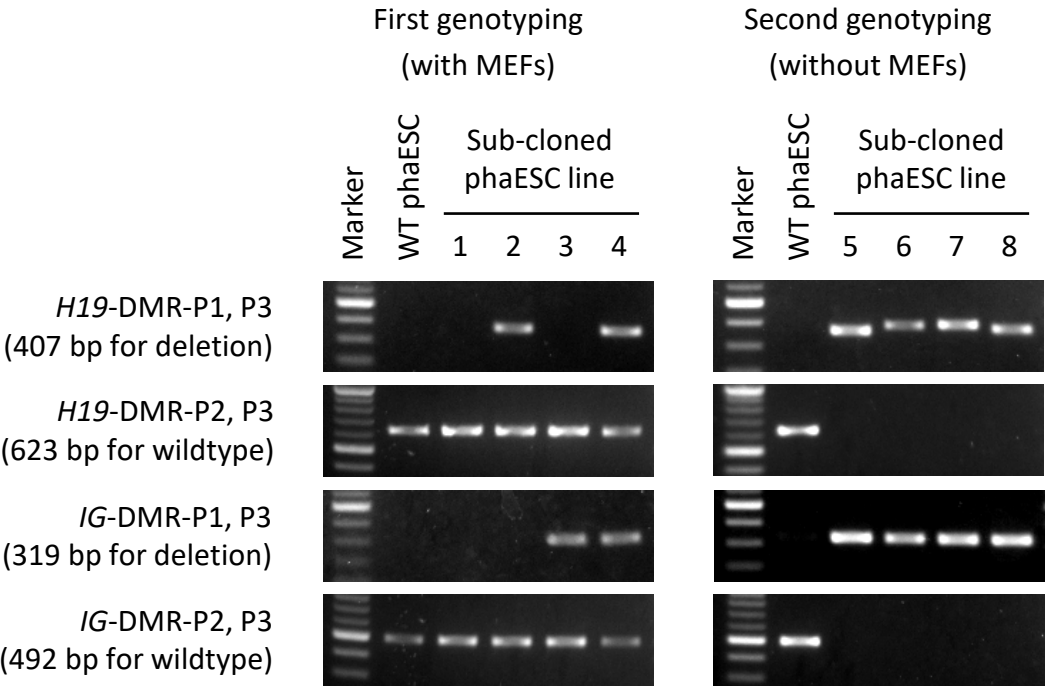 First genotyping
(with MEFs)
Second genotyping
(without MEFs)
Marker
WT phaESC
Sub-cloned
phaESC line
1 2 3 4
Marker
WT phaESC
Sub-cloned
phaESC line
5 6 7 8
H19-DMR-P1, P3
(407 bp for deletion)
H19-DMR-P2, P3
(623 bp for wildtype)
IG-DMR-P1, P3
(319 bp for deletion)
IG-DMR-P2, P3
(492 bp for wildtype)